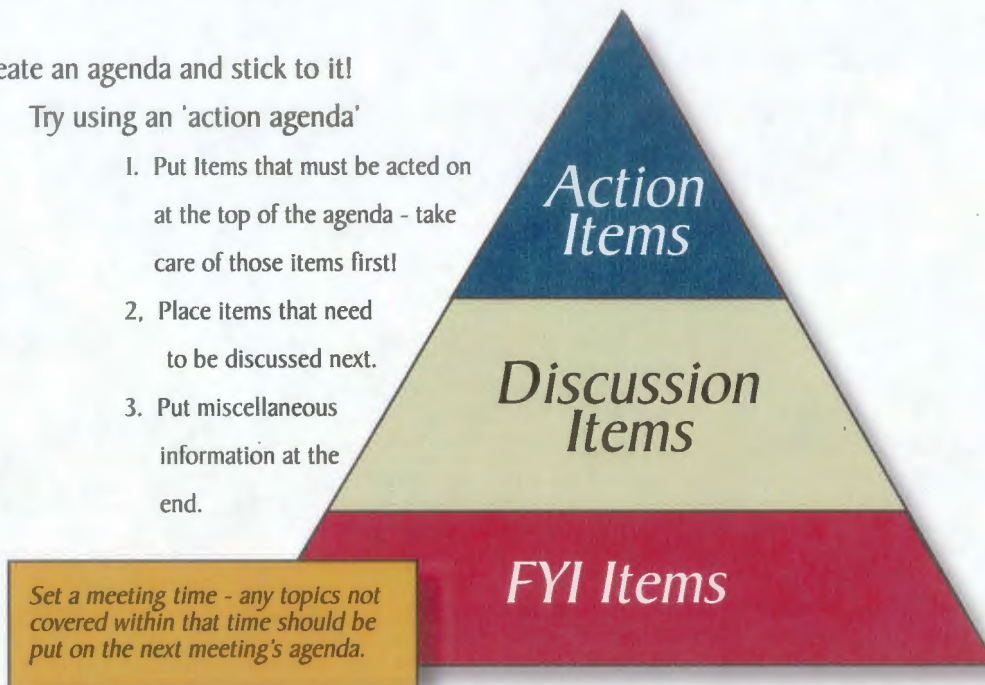 eate an agenda and stick to it!
Try using an 'action agenda'
1. Put Items that must be acted on
at the top of the agenda - take
care of those items first!
2, Place items that need
to be discussed next.
3. Put miscellaneous
information at the
end.
Action
Items
Discussion
Items
FYI Items
Set a meeting time - any topics not
covered within that time should be
put on the next meeting's agenda.